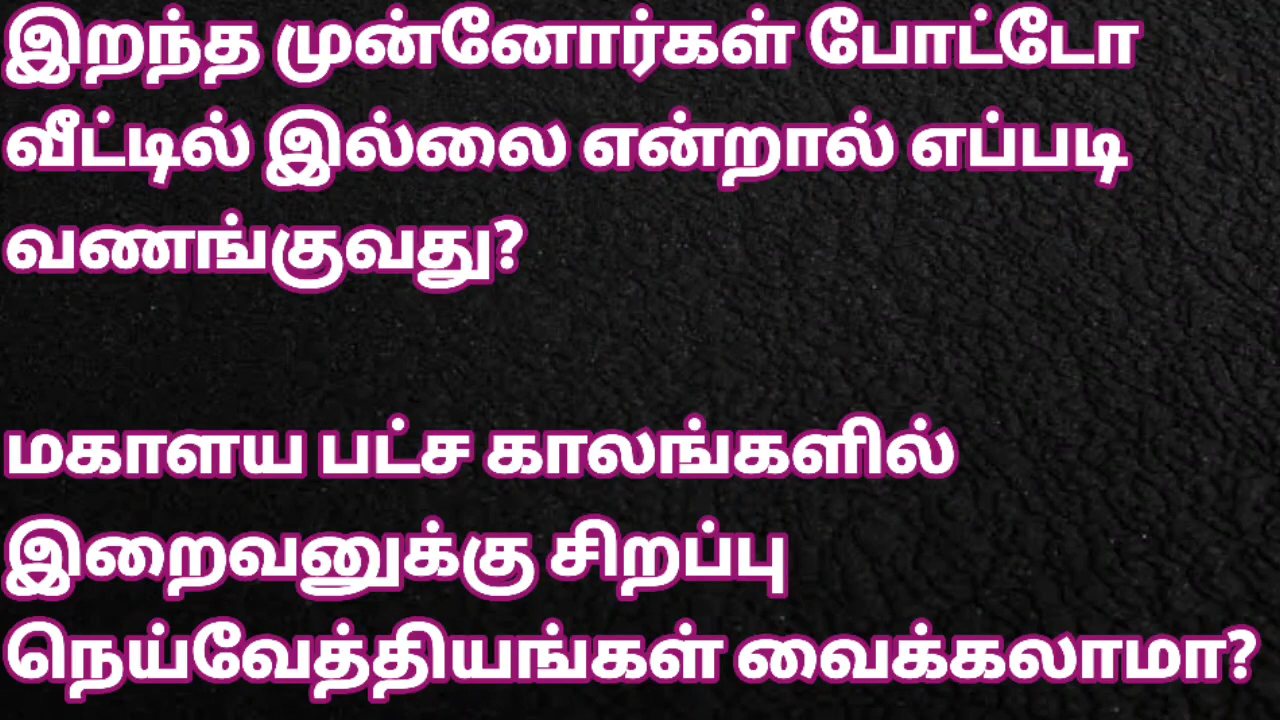 இறந்த முன்னோர்கள் போட்டோ
வீட்டில் இல்லை என்றால் எப்படி
வணங்குவது?
மகாளய பட்ச காலங்களில்
இறைவனுக்கு சிறப்பு
நெய்வேத்தியங்கள் வைக்கலாமா?